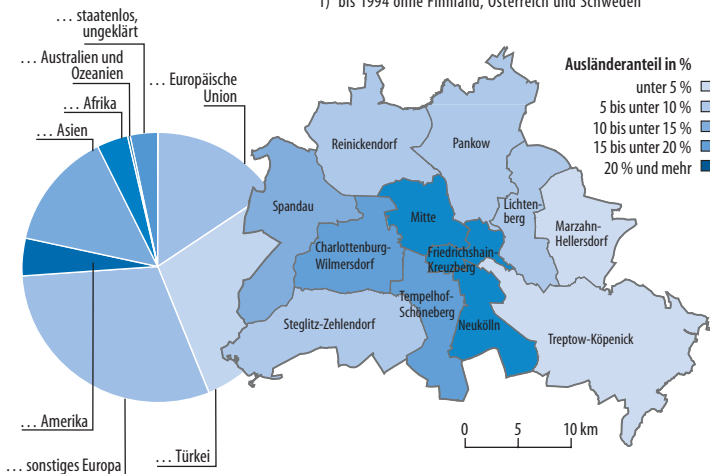 1) bis 1994 ohne Finnland, Österreich und Schweden
… staatenlos,
ungeklärt
… Australien und
Ozeanien
… Afrika
… Asien
… Europäische
Union
… Amerika
… sonstiges Europa
… Türkei
Ausländeranteil in %
unter 5 %
5 bis unter 10 %
10 bis unter 15 %
15 bis unter 20 %
20 % und mehr
Reinickendorf
Pankow
Spandau
Mitte
Lichten-
berg
Marzahn-
Hellersdorf
Charlottenburg-
Wilmersdorf
Friedrichshain-
Kreuzberg
Tempelhof-
Schöneberg
Steglitz-Zehlendorf
Neukölln
Treptow-Köpenick
0 5 10 km